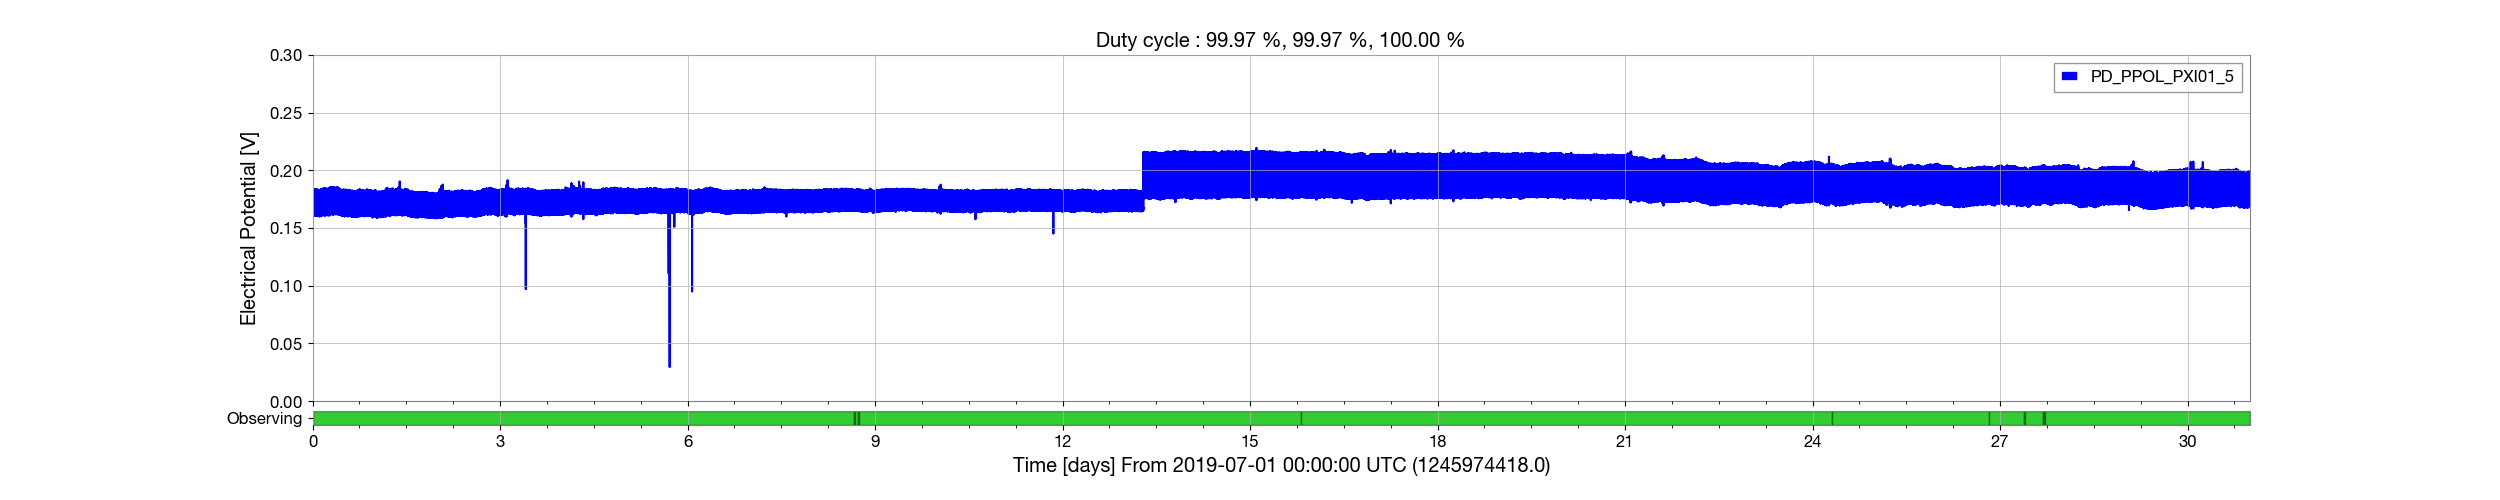 Duty cycle : 99.97 %, 99.97 %, 100.00 %
PD_PPOL_PXI01_5
Electrical Potential [V]
0.30
0.25
0.20
0.15
0.10
0.05
0.00
Observing
0 3 6 9 12 15 18 21 24 27 30
Time [days] From 2019-07-01 00:00:00 UTC (1245974418.0)